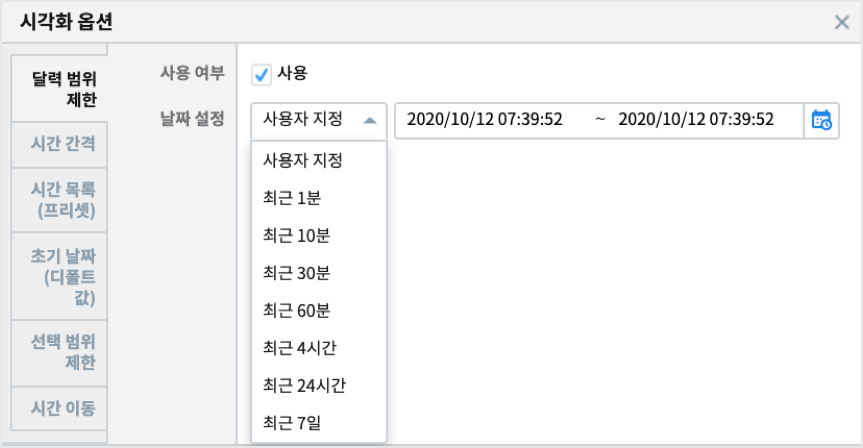 시각화 옵션
달력 범위
제한
시간 간격
시간 목록
(프리셋)
초기 날짜
(디폴트
값)
선택 범위
제한
시간 이동
사용 여부
사용
날짜 설정
사용자 지정
2020/10/12 07:39:52 ~ 2020/10/12 07:39:52
사용자 지정
최근 1분
최근 10분
최근 30분
최근 60분
최근 4시간
최근 24시간
최근 7일